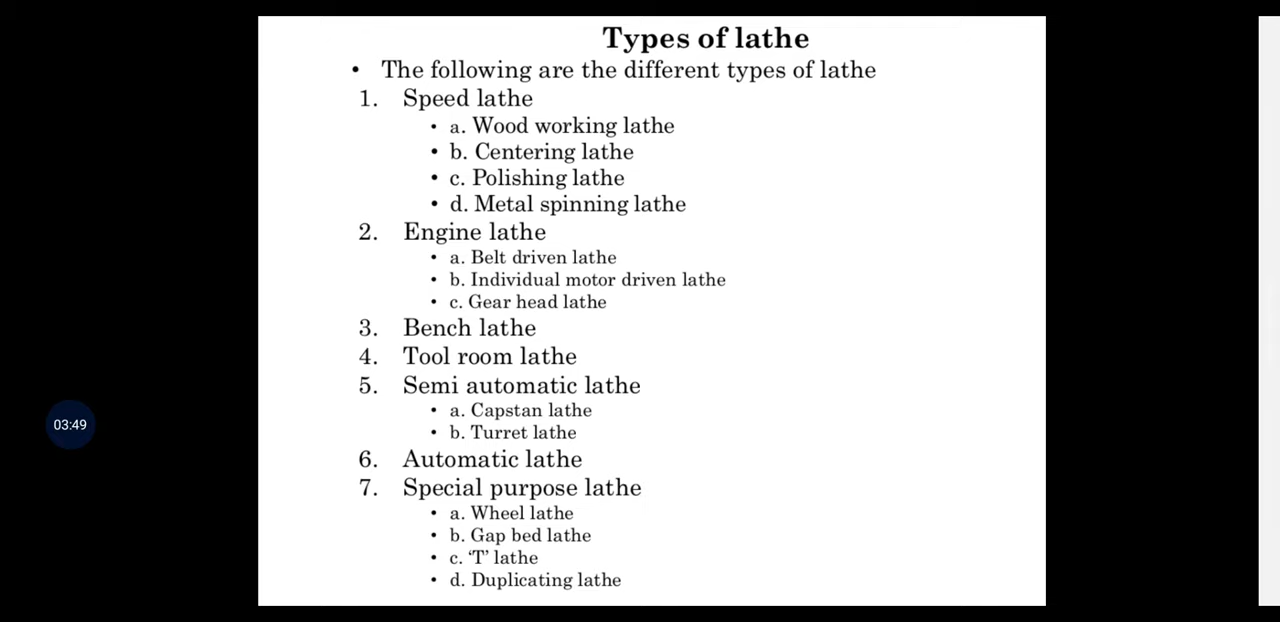 Types of lathe
• The following are the different types of lathe
1. Speed lathe
• a. Wood working lathe
• b. Centering lathe
• c. Polishing lathe
• d. Metal spinning lathe
2. Engine lathe
• a. Belt driven lathe
• b. Individual motor driven lathe
• c. Gear head lathe
3. Bench lathe
4. Tool room lathe
5. Semi automatic lathe
• a. Capstan lathe
• b. Turret lathe
6. Automatic lathe
7. Special purpose lathe
• a. Wheel lathe
• b. Gap bed lathe
• c. ‘T’ lathe
• d. Duplicating lathe
03:49